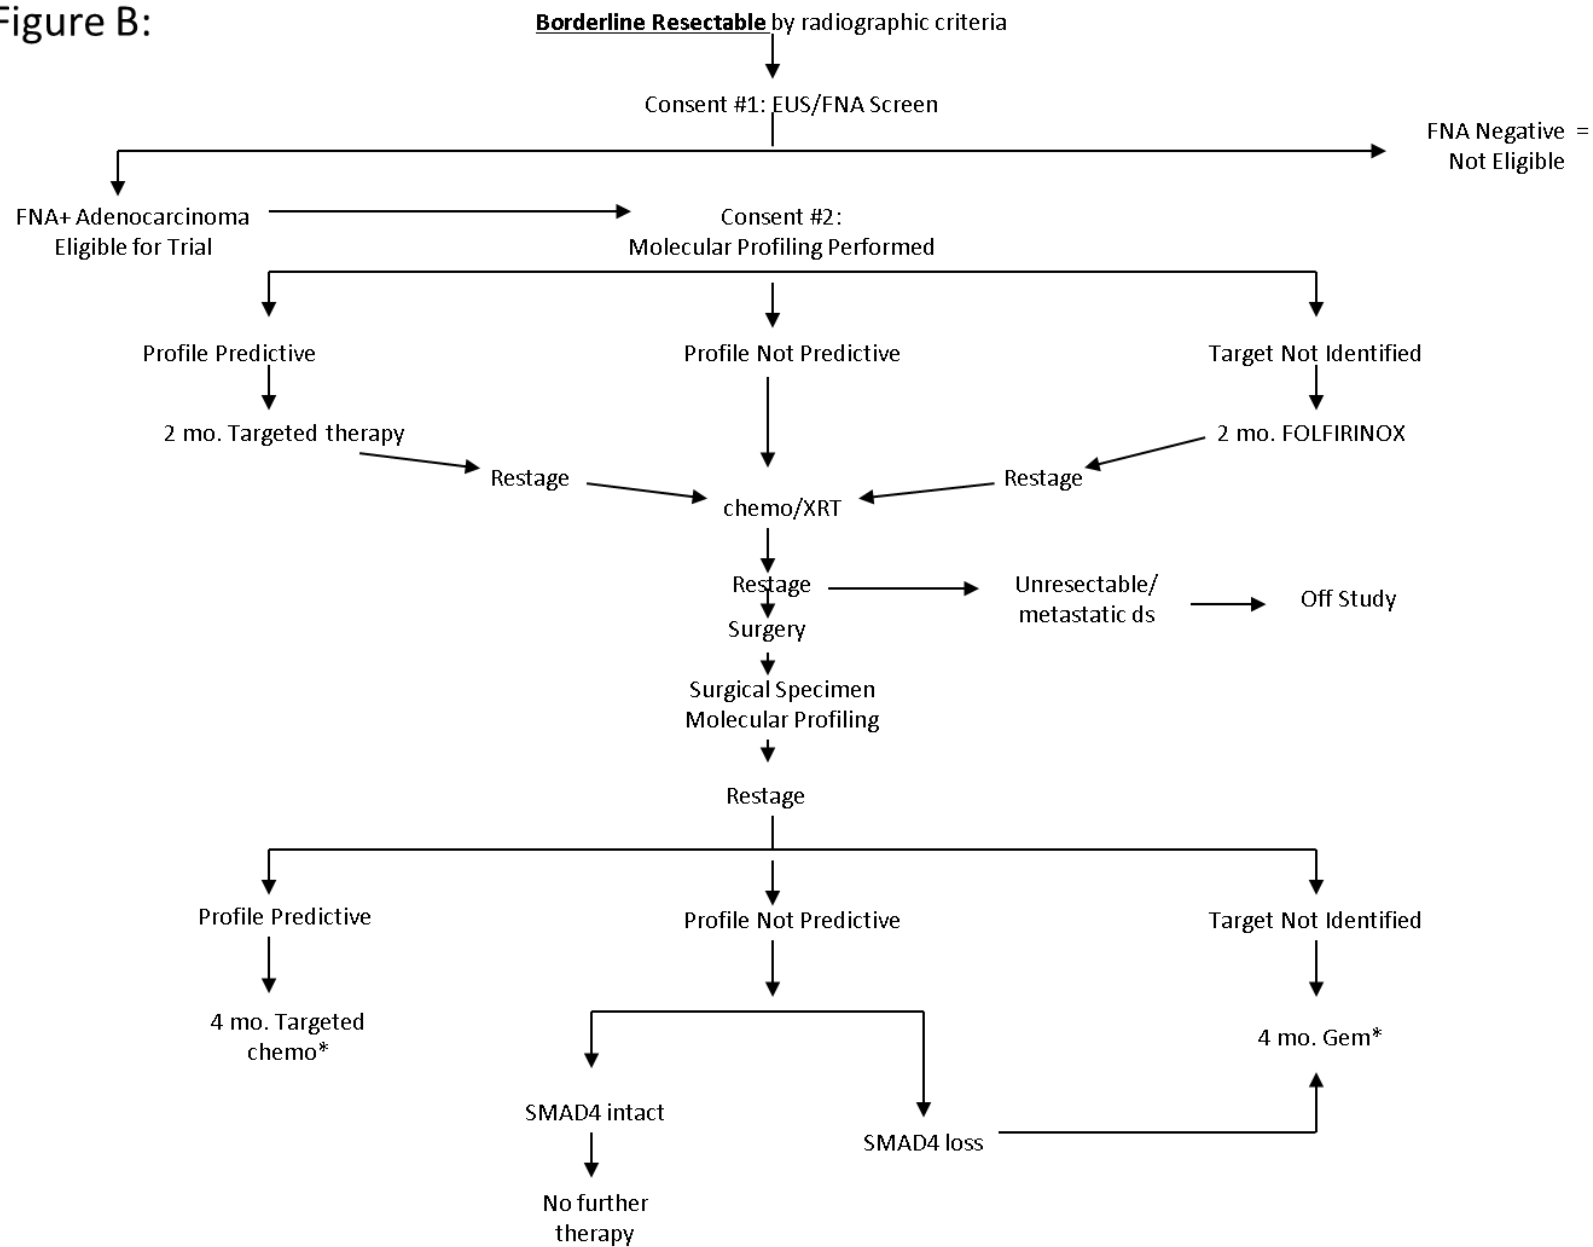 Figure B:
Borderline Resectable by radiographic criteria
Consent #1: EUS/FNA Screen
FNA Negative =
Not Eligible
FNA+ Adenocarcinoma
Eligible for Trial
Consent #2:
Molecular Profiling Performed
Profile Predictive
Profile Not Predictive
Target Not Identified
2 mo. Targeted therapy
2 mo. FOLFIRINOX
Restage
Restage
chemo/XRT
Restage
Unresectable/
metastatic ds
Off Study
Surgery
Surgical Specimen
Molecular Profiling
Restage
Profile Predictive
Profile Not Predictive
Target Not Identified
4 mo. Targeted
chemo*
4 mo. Gem*
SMAD4 intact
SMAD4 loss
No further
therapy